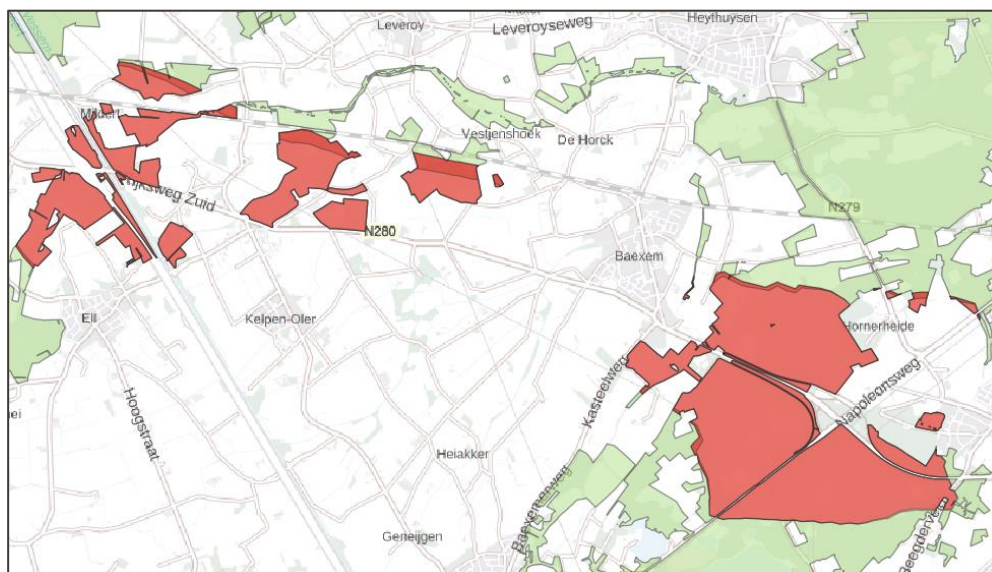 Leveroy
Leveroyseweg
Heythuysen
Vestjenshoek
De Horck
Rijksweg Zuid
N279
N280
Baexem
Ell
Kelpen-Oler
Hornerheide
Kasteelweg
Napoleonsweg
Hoogstraat
Heiakker
Baexemerweg